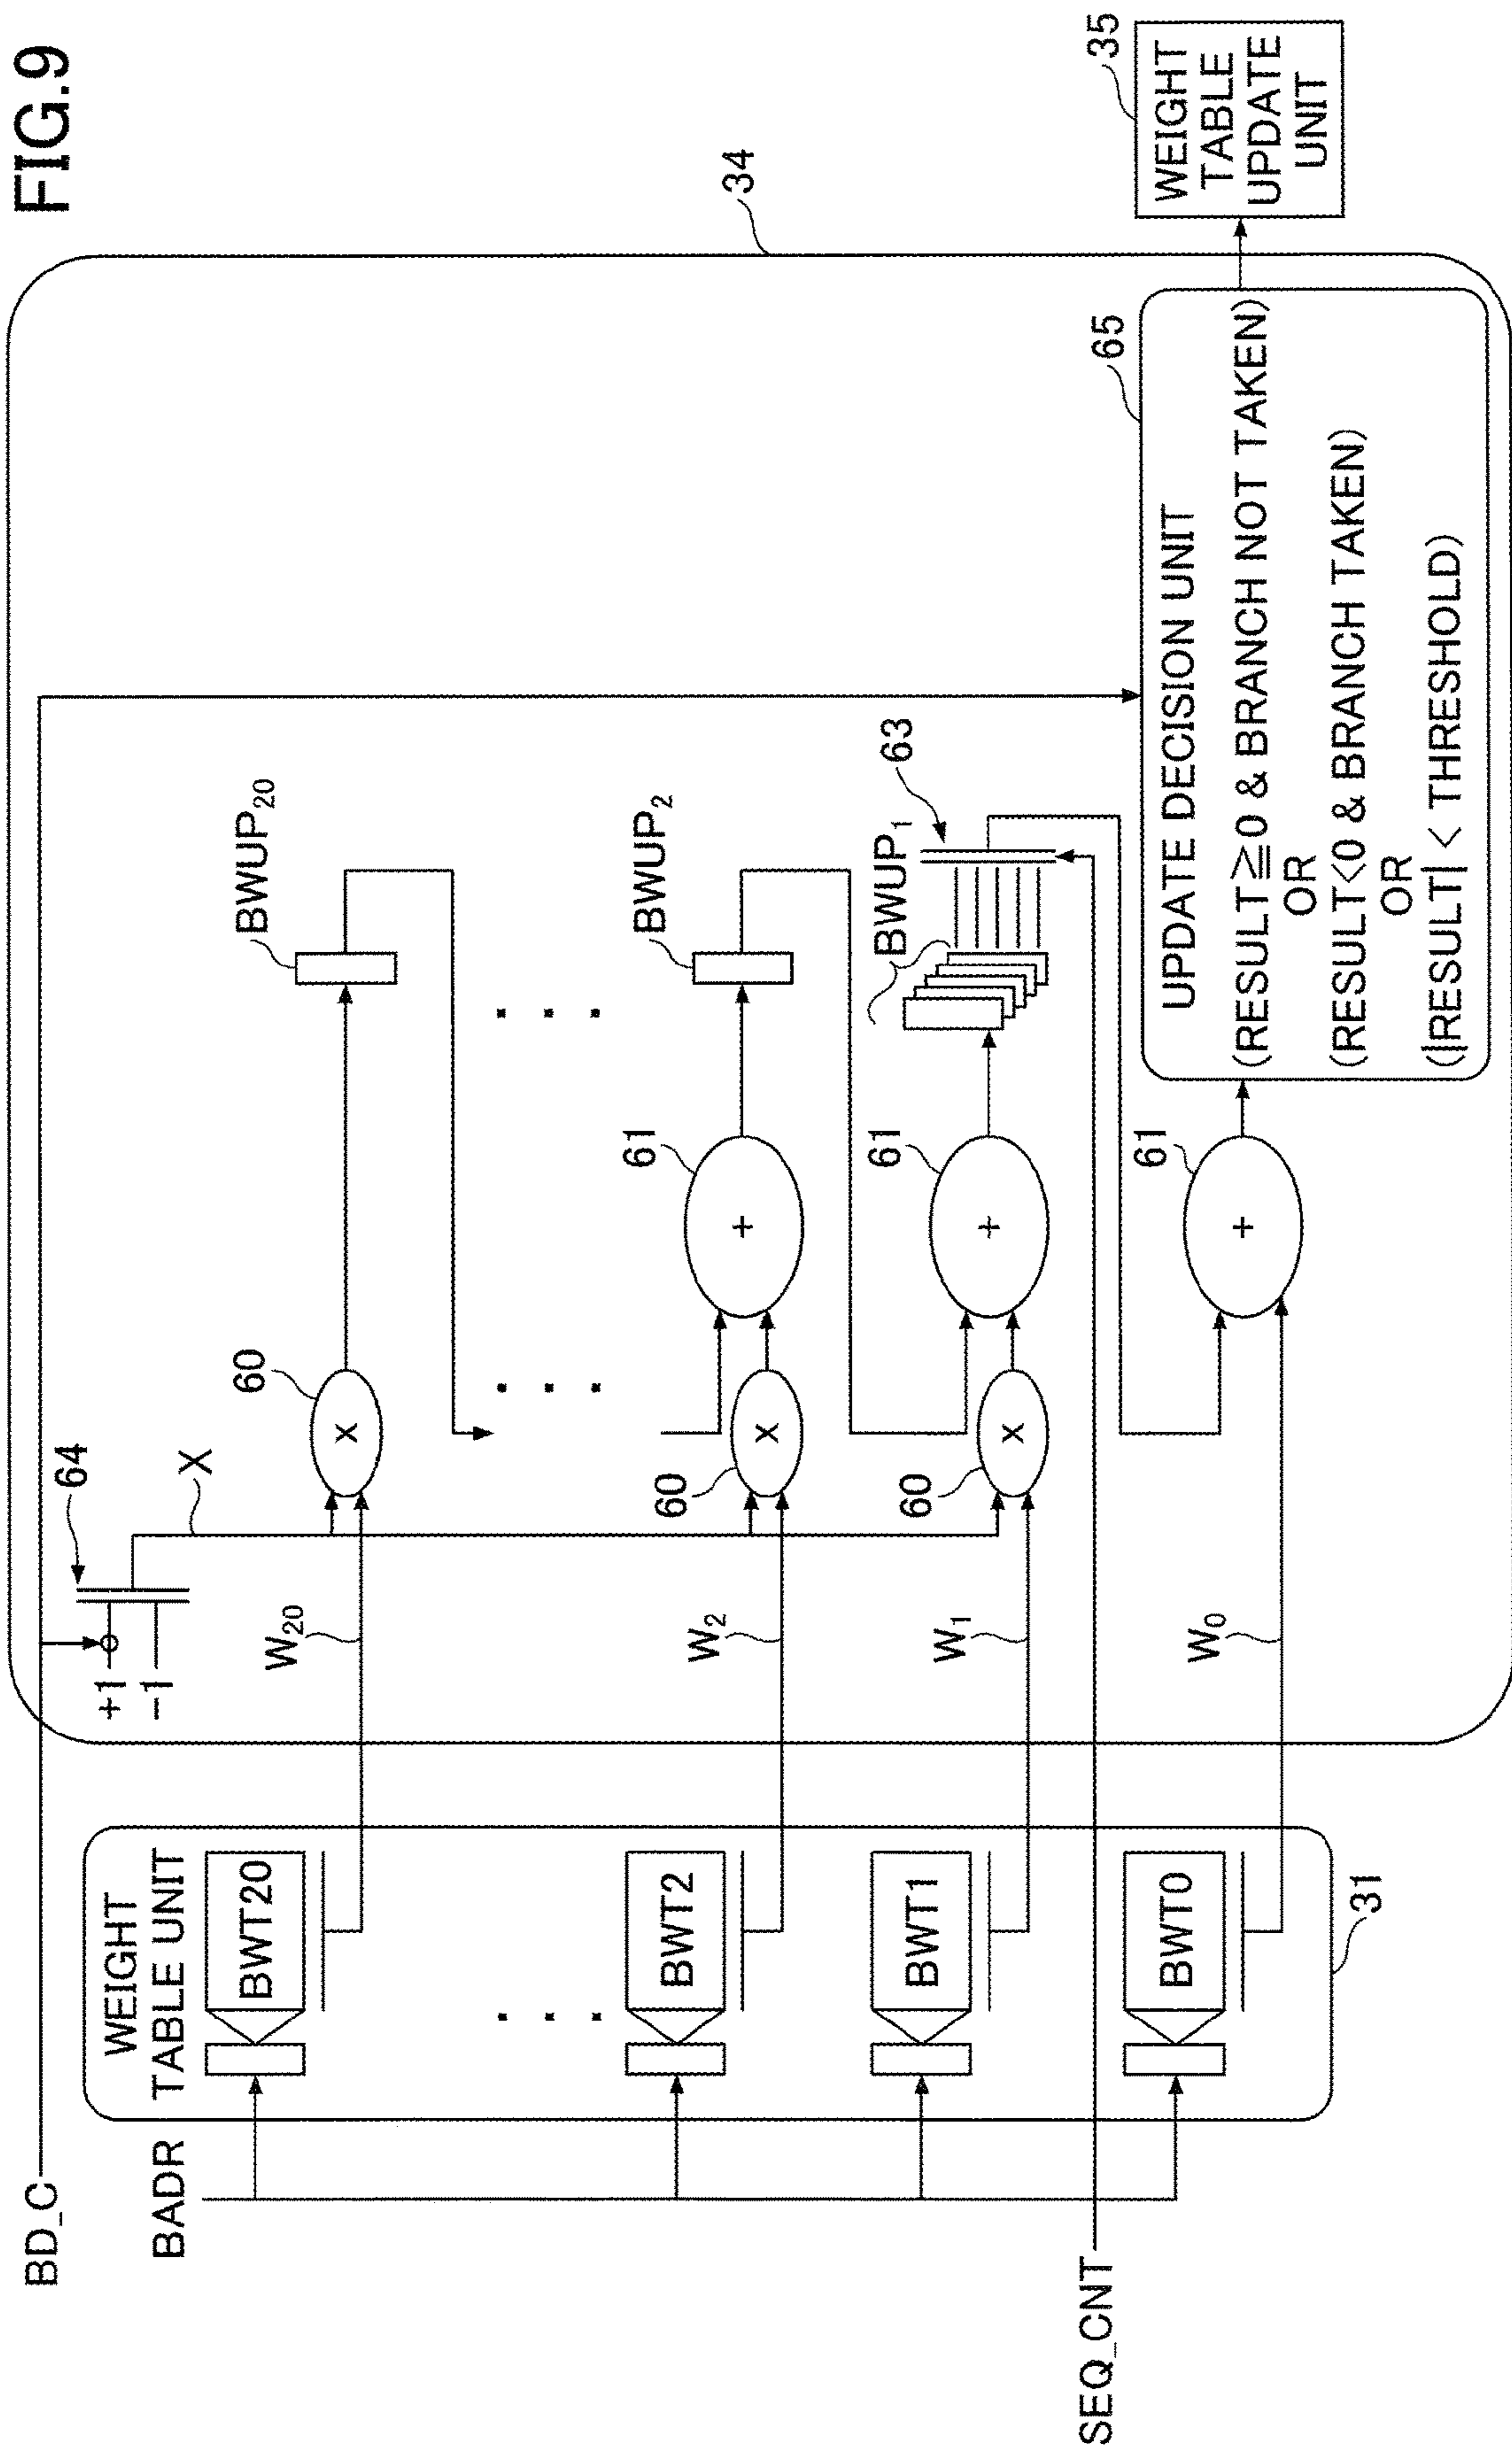 FIG.9
BD_C
BADR
SEQ_CNT
WEIGHT
TABLE UNIT
BWT20
BWT2
BWT1
BWT0
31
+1
−1
64
X
W20
W2
W1
W0
60
60
60
61
61
61
BWUP20
BWUP2
BWUP1
63
34
65
UPDATE DECISION UNIT
(RESULT≧0 & BRANCH NOT TAKEN)
OR
(RESULT<0 & BRANCH TAKEN)
OR
(|RESULT| < THRESHOLD)
35
WEIGHT
TABLE
UPDATE
UNIT
x
x
x
+
+
+